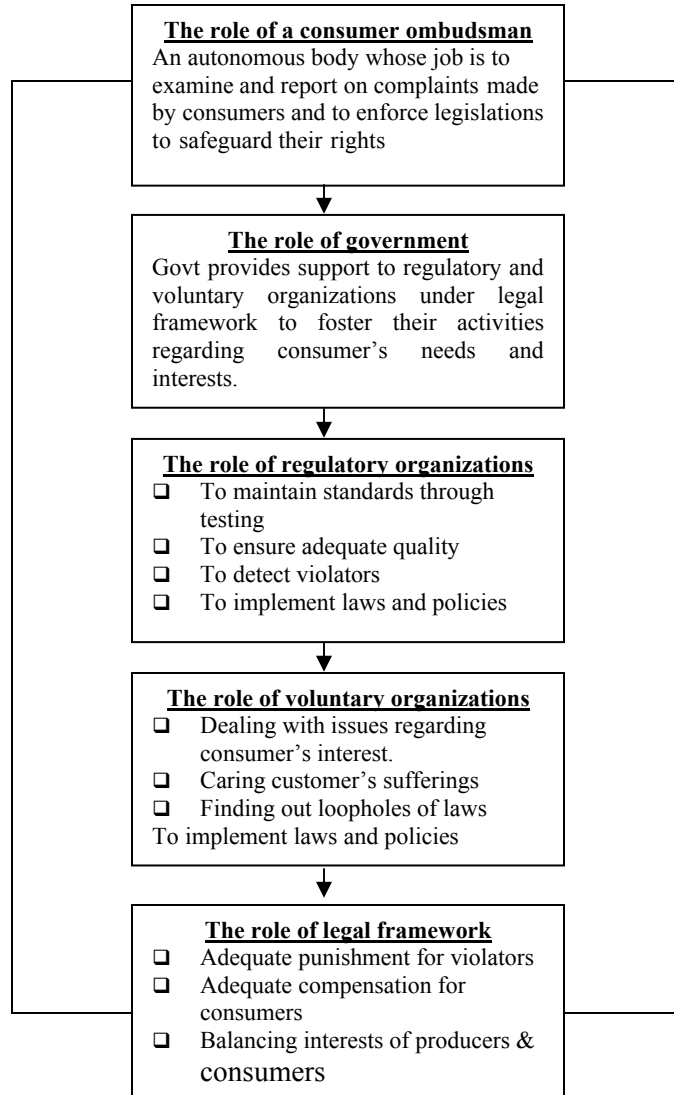 The role of a consumer ombudsman
An autonomous body whose job is to
examine and report on complaints made
by consumers and to enforce legislations
to safeguard their rights
The role of government
Govt provides support to regulatory and
voluntary organizations under legal
framework to foster their activities
regarding consumer’s needs and
interests.
The role of regulatory organizations
❑ To maintain standards through
testing
❑ To ensure adequate quality
❑ To detect violators
❑ To implement laws and policies
The role of voluntary organizations
❑ Dealing with issues regarding
consumer’s interest.
❑ Caring customer’s sufferings
❑ Finding out loopholes of laws
To implement laws and policies
The role of legal framework
❑ Adequate punishment for violators
❑ Adequate compensation for
consumers
❑ Balancing interests of producers &
consumers